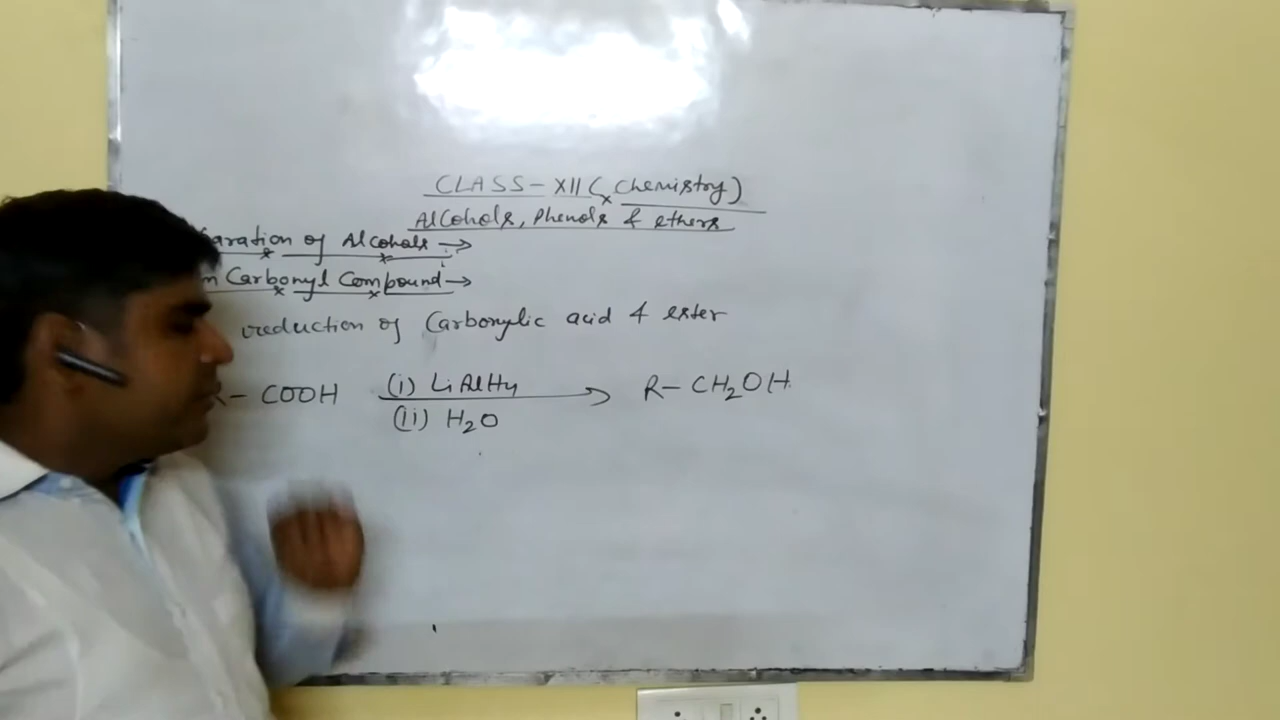 CLASS - XII (Chemistry)
Alcohols, Phenols & ethers
aration of Alcohols →
m Carbonyl Compound →
reduction of Carboxylic acid & ester
R - COOH (i) LiAlH4 → R - CH2OH
(ii) H2O